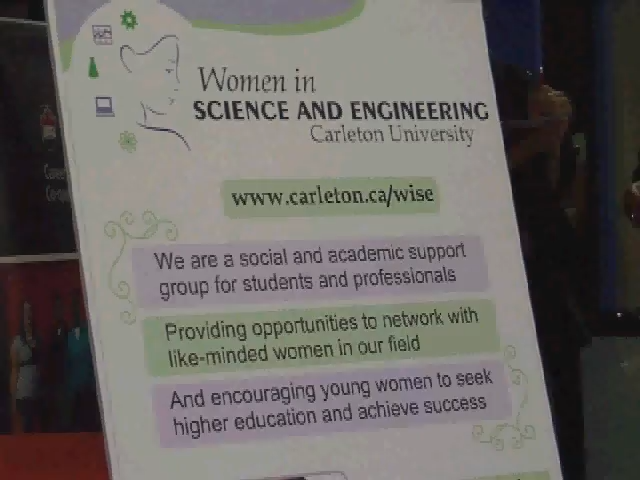 Women in
SCIENCE AND ENGINEERING
Carleton University
www.carleton.ca/wise
We are a social and academic support
group for students and professionals
Providing opportunities to network with
like-minded women in our field
And encouraging young women to seek
higher education and achieve success